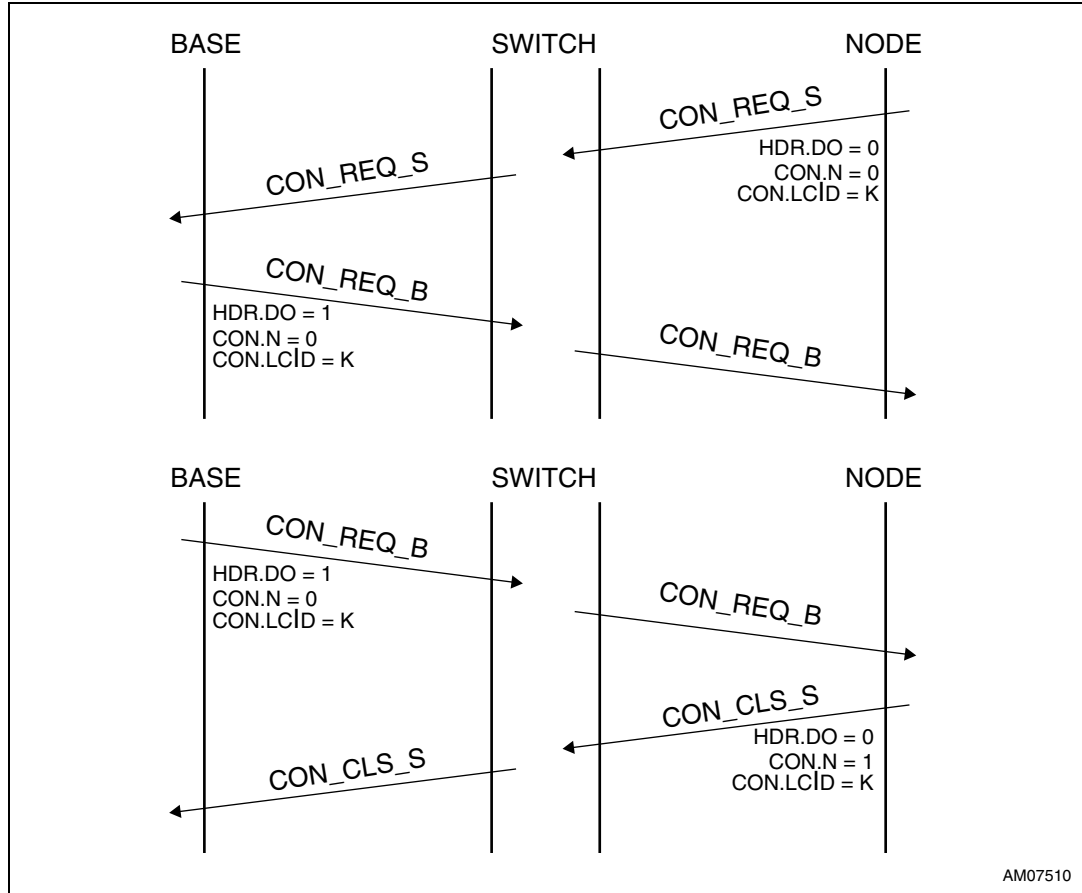 BASE SWITCH NODE
CON_REQ_S
HDR.DO = 0
CON.N = 0
CON.LCID = K
CON_REQ_S
CON_REQ_B
HDR.DO = 1
CON.N = 0
CON.LCID = K
CON_REQ_B
BASE SWITCH NODE
CON_REQ_B
HDR.DO = 1
CON.N = 0
CON.LCID = K
CON_REQ_B
CON_CLS_S
HDR.DO = 0
CON.N = 1
CON.LCID = K
CON_CLS_S
AM07510